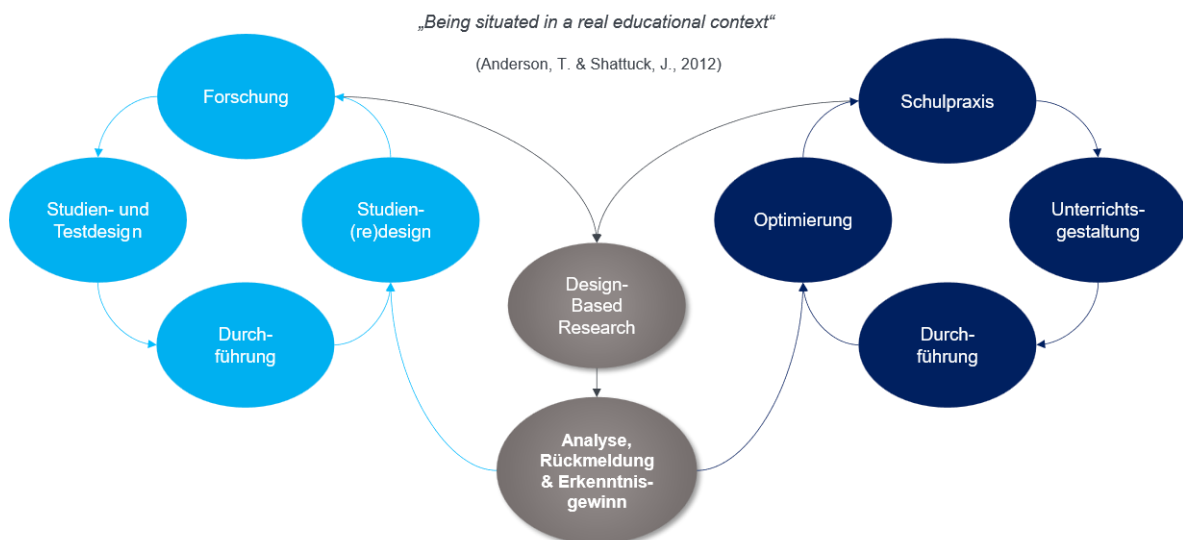 „Being situated in a real educational context“
(Anderson, T. & Shattuck, J., 2012)
Forschung
Studien- und
Testdesign
Studien-
(re)design
Durch-
führung
Design-
Based
Research
Analyse,
Rückmeldung
& Erkenntnis-
gewinn
Schulpraxis
Optimierung
Unterrichts-
gestaltung
Durch-
führung